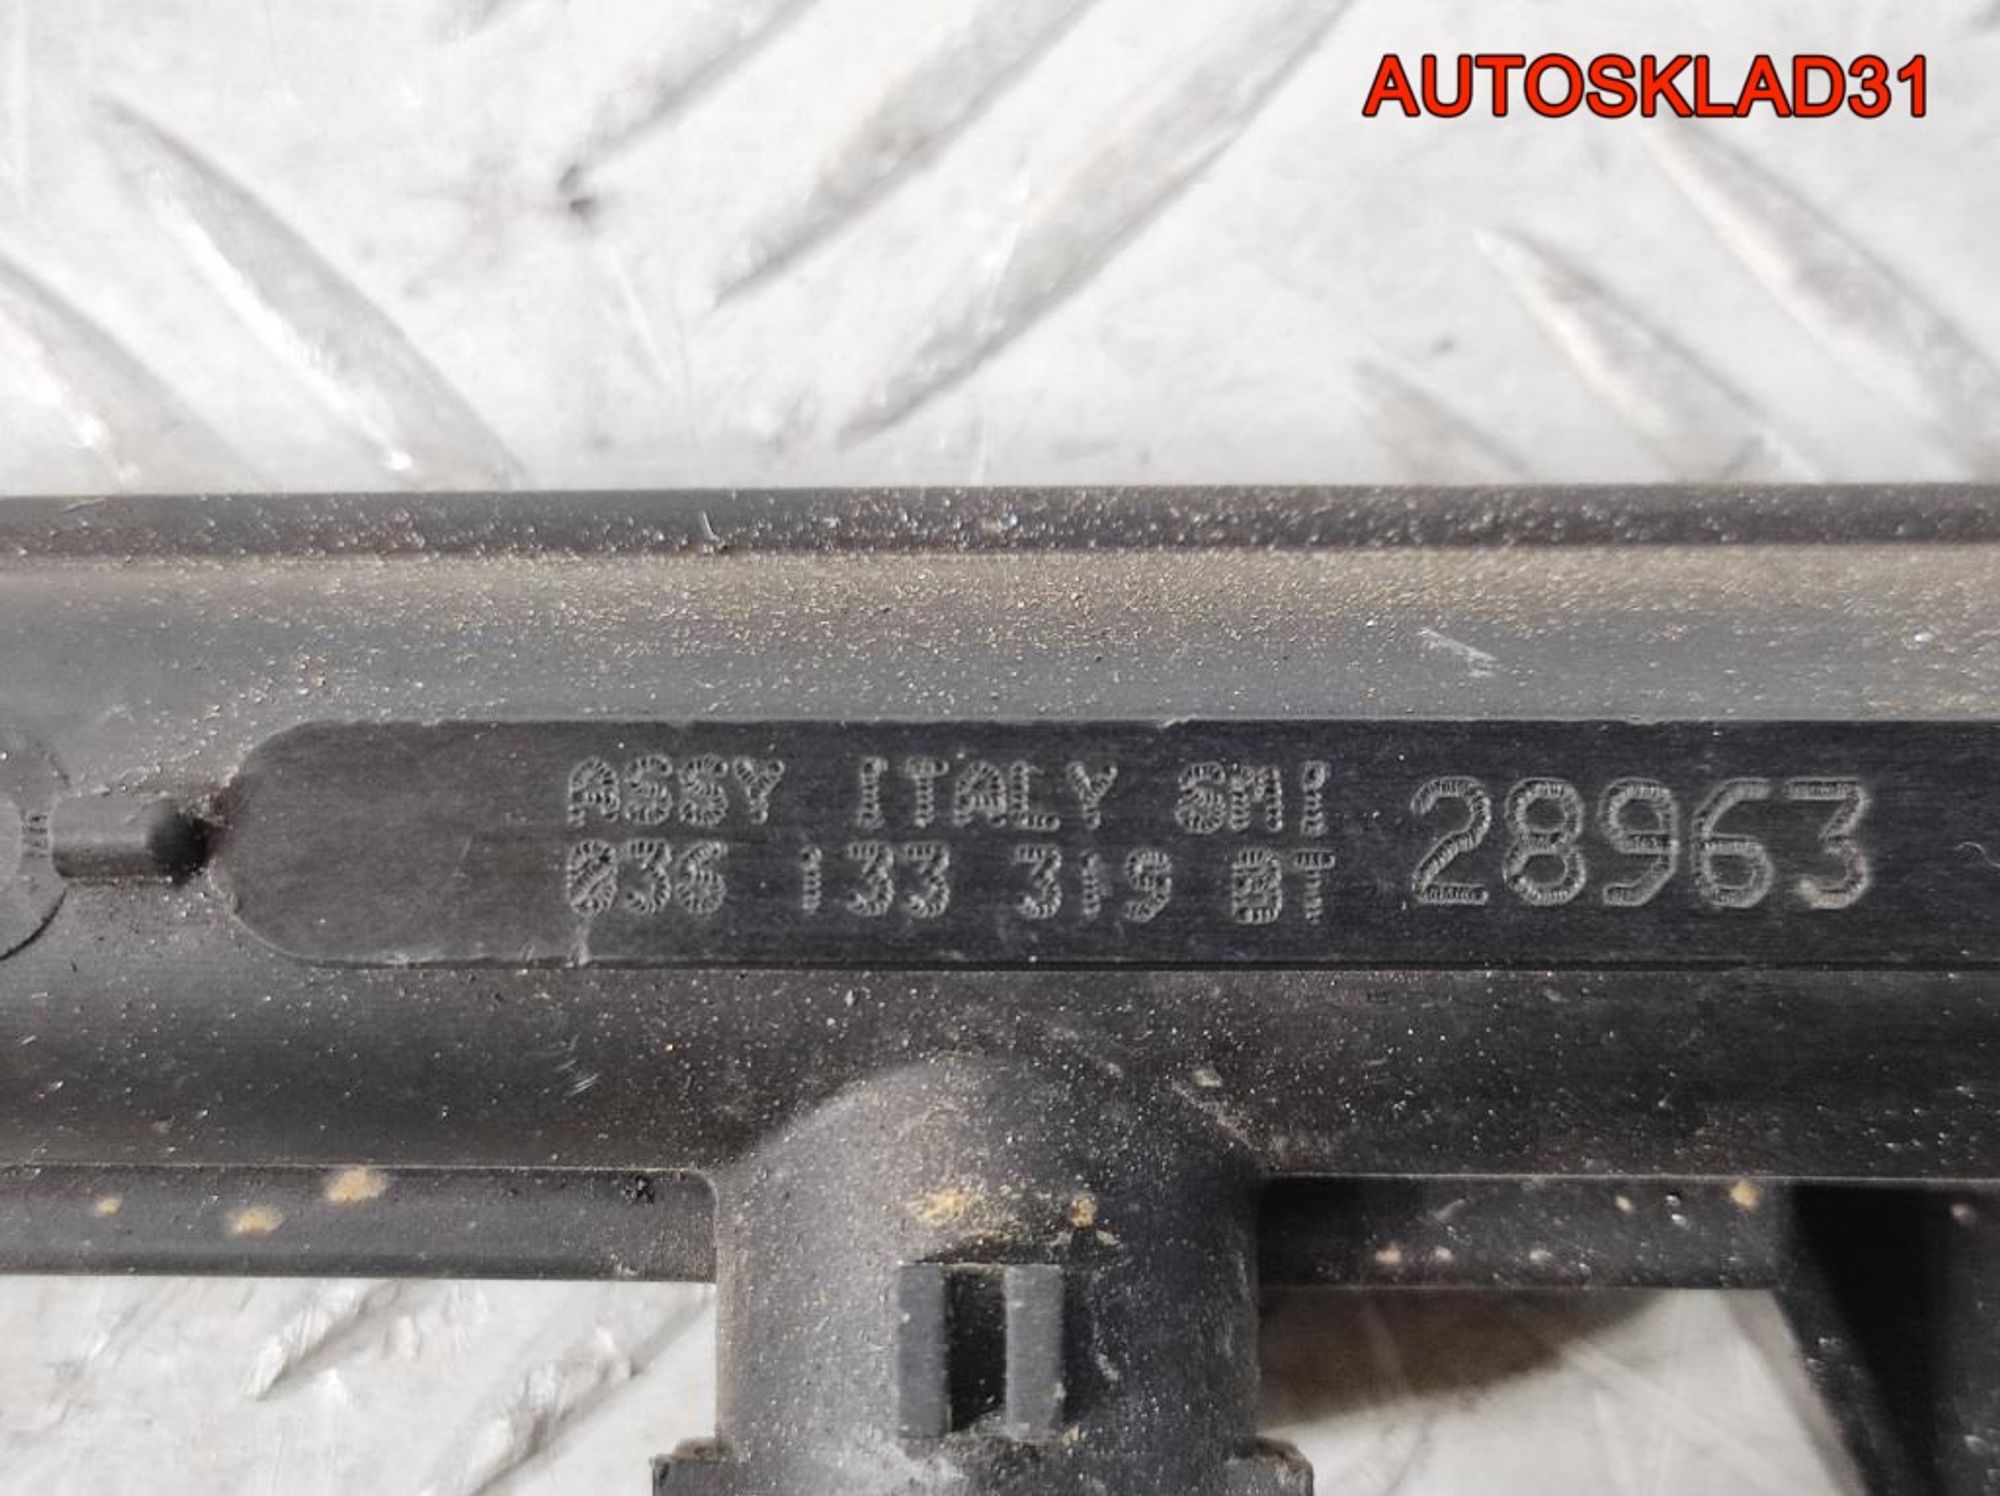 AUTOSKLAD31
ASSY ITALY SMI 28963
036 133 319 BT